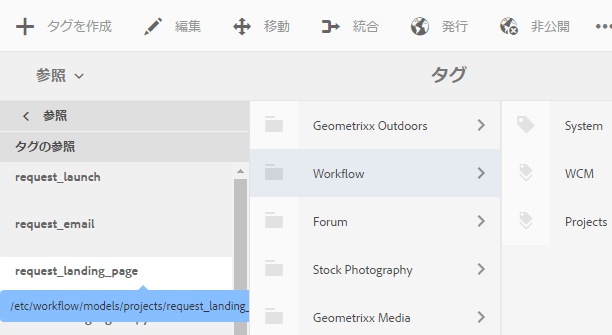 タグを作成 編集 移動 統合 発行 非公開
参照 タグ
参照
タグの参照
request_launch
request_email
request_landing_page
/etc/workflow/models/projects/request_landing_
Geometrixx Outdoors
Workflow
Forum
Stock Photography
Geometrixx Media
System
WCM
Projects